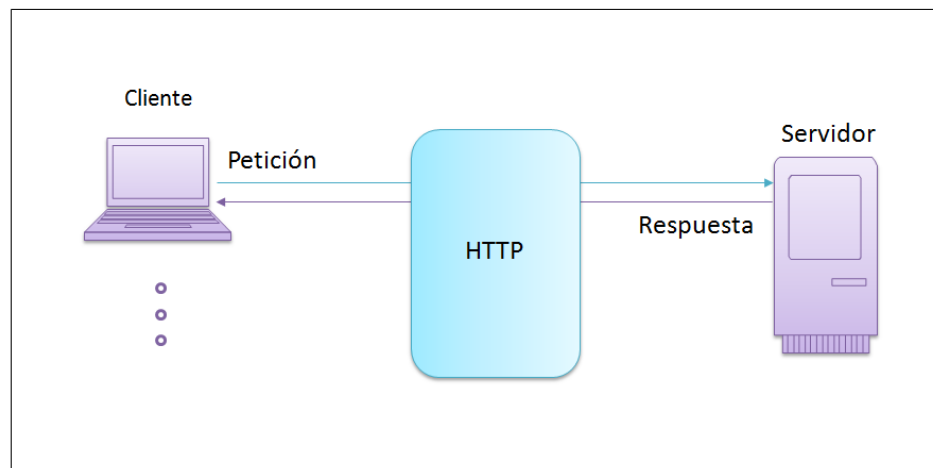 Cliente
Servidor
Petición
Respuesta
HTTP